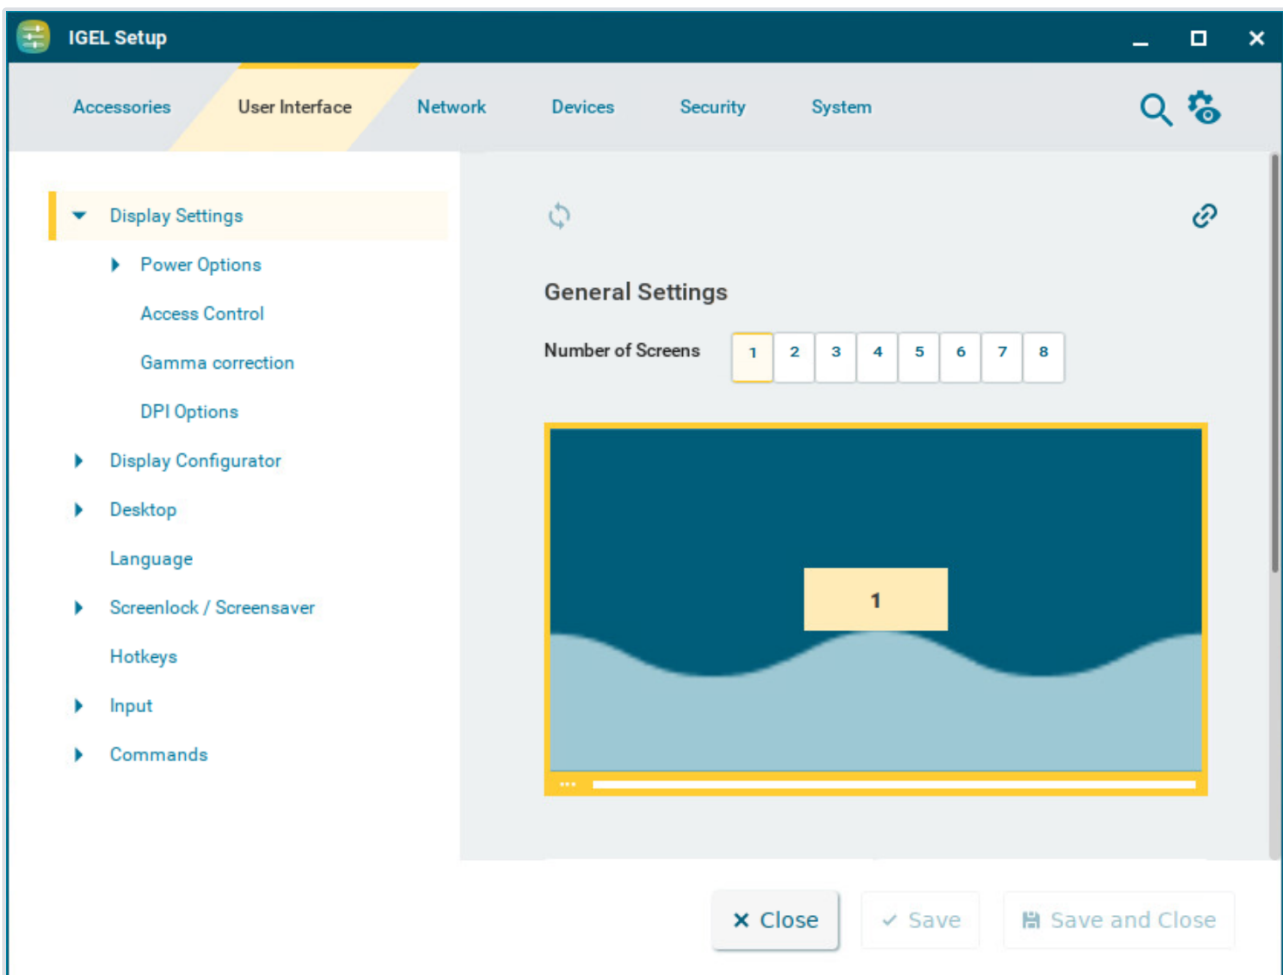 IGEL Setup
Accessories User Interface Network Devices Security System
Display Settings
Power Options
Access Control
Gamma correction
DPI Options
Display Configurator
Desktop
Language
Screenlock / Screensaver
Hotkeys
Input
Commands
General Settings
Number of Screens 1 2 3 4 5 6 7 8
1
...
Close Save Save and Close